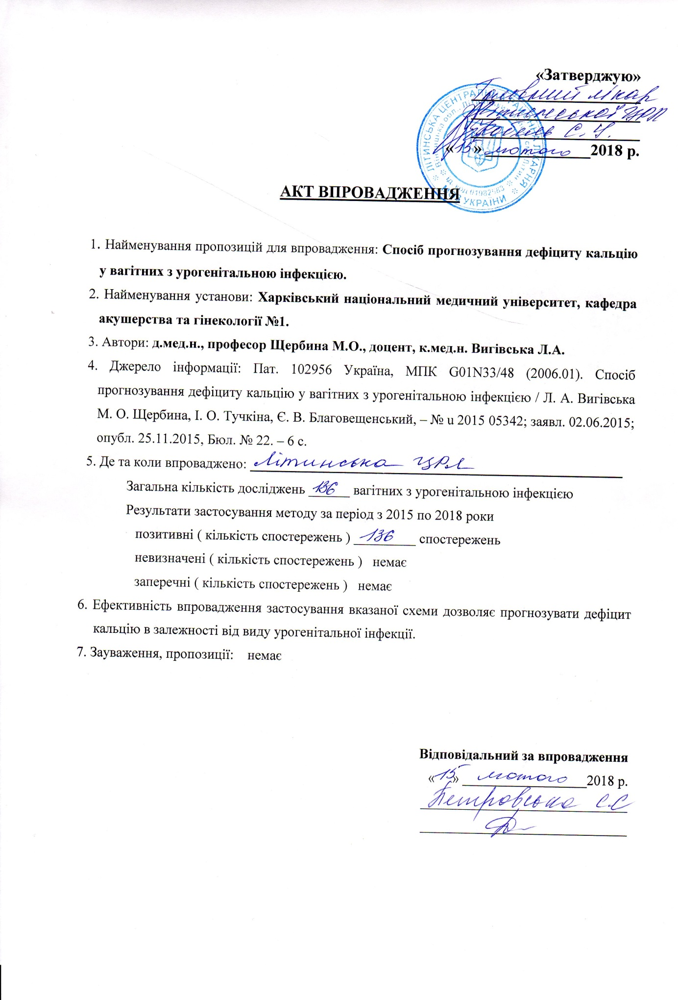 «Затверджую»
Головний лікар
Літинської ЦРЛ
С.
«15» лютого 2018 р.
ЛІТИНСЬКА ЦЕНТРАЛЬНА РАЙОННА ЛІКАРНЯ
МОЗ УКРАЇНИ
АКТ ВПРОВАДЖЕННЯ
1. Найменування пропозицій для впровадження: Спосіб прогнозування дефіциту кальцію
у вагітних з урогенітальною інфекцією.
2. Найменування установи: Харківський національний медичний університет, кафедра
акушерства та гінекології №1.
3. Автори: д.мед.н., професор Щербина М.О., доцент, к.мед.н. Вигівська Л.А.
4. Джерело інформації: Пат. 102956 Україна, МПК G01N33/48 (2006.01). Спосіб
прогнозування дефіциту кальцію у вагітних з урогенітальною інфекцією / Л. А. Вигівська
М. О. Щербина, І. О. Тучкіна, Є. В. Благовещенський, – № u 2015 05342; заявл. 02.06.2015;
опубл. 25.11.2015, Бюл. № 22. – 6 с.
5. Де та коли впроваджено: Літинська ЦРЛ
Загальна кількість досліджень 136 вагітних з урогенітальною інфекцією
Результати застосування методу за період з 2015 по 2018 роки
позитивні ( кількість спостережень ) 136 спостережень
невизначені ( кількість спостережень ) немає
заперечні ( кількість спостережень ) немає
6. Ефективність впровадження застосування вказаної схеми дозволяє прогнозувати дефіцит
кальцію в залежності від виду урогенітальної інфекції.
7. Зауваження, пропозиції: немає
Відповідальний за впровадження
«15» лютого 2018 р.
Петровська С.С